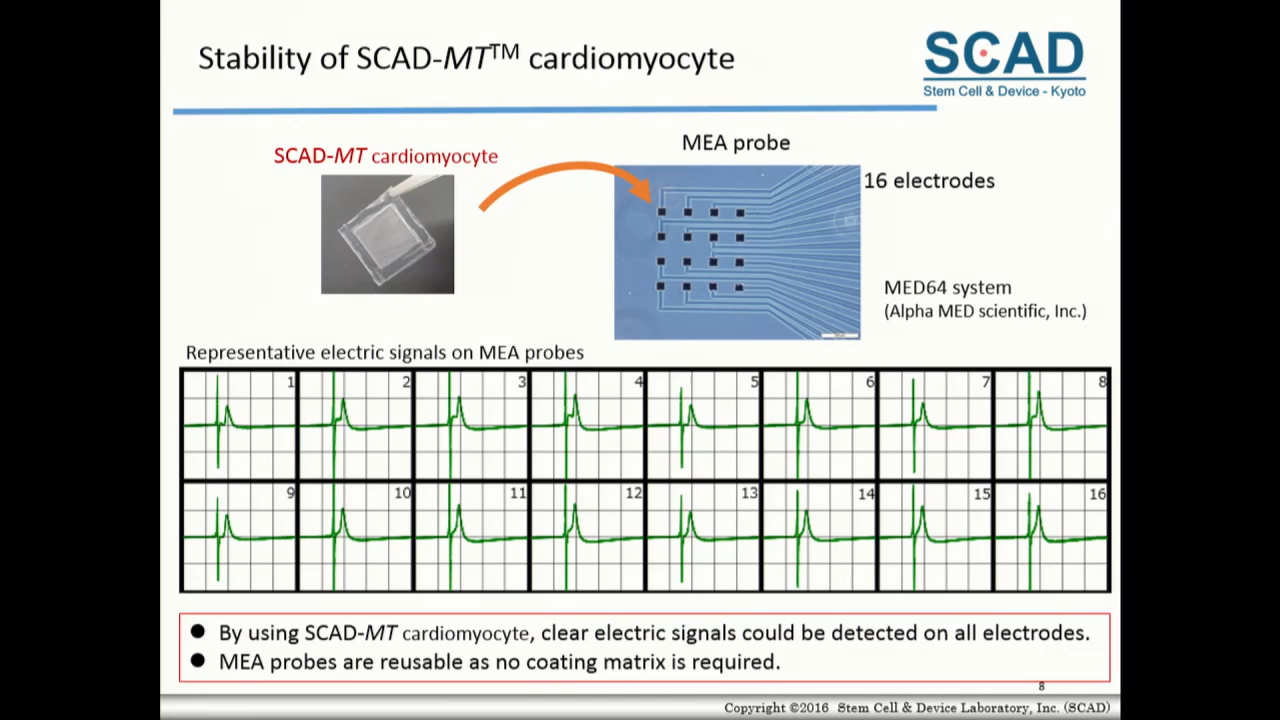 Stability of SCAD-MT™ cardiomyocyte
SCAD
Stem Cell & Device - Kyoto
MEA probe
SCAD-MT cardiomyocyte
16 electrodes
MED64 system
(Alpha MED scientific, Inc.)
Representative electric signals on MEA probes
1 2 3 4 5 6 7 8
9 10 11 12 13 14 15 16
● By using SCAD-MT cardiomyocyte, clear electric signals could be detected on all electrodes.
● MEA probes are reusable as no coating matrix is required.
8
Copyright ©2016 Stem Cell & Device Laboratory, Inc. (SCAD)